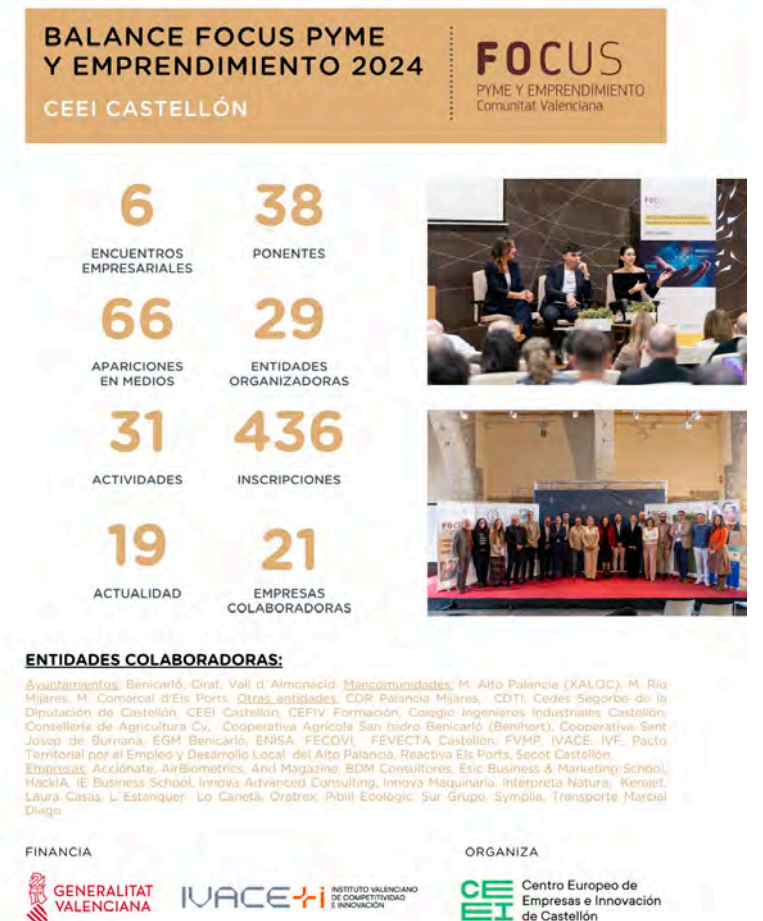 BALANCE FOCUS PYME
Y EMPRENDIMIENTO 2024
CEEI CASTELLÓN
FOCUS
PYME Y EMPRENDIMIENTO
Comunitat Valenciana
6
ENCUENTROS
EMPRESARIALES
38
PONENTES
66
APARICIONES
EN MEDIOS
29
ENTIDADES
ORGANIZADORAS
31
ACTIVIDADES
436
INSCRIPCIONES
19
ACTUALIDAD
21
EMPRESAS
COLABORADORAS
ENTIDADES COLABORADORAS:
Ayuntamientos: Benicarló, Cirat, Vall d´Almonacid. Mancomunidades: M. Alto Palancia (XALOC), M. Río
Mijares, M. Comarcal d'Els Ports. Otras entidades: CDR Palancia Mijares, CDTI, Cedes Segorbe de la
Diputación de Castellón, CEEI Castellón, CEFIV Formación, Colegio Ingenieros Industriales Castellón,
Conselleria de Agricultura Cv, Cooperativa Agrícola San Isidro Benicarló (Benihort), Cooperativa Sant
Josep de Burriana, EGM Benicarló, ENISA, FECOVI, FEVECTA Castellón, FVMP, IVACE, IVF, Pacto
Territorial por el Empleo y Desarrollo Local del Alto Palancia, Reactiva Els Ports, Secot Castellón.
Empresas: Acciónate, AirBiometrics, And Magazine, BDM Consultores, Esic Business & Marketing School,
HackIA, IE Business School, Innova Advanced Consulting, Innova Maquinaria, Interpreta Natura, Kerajet,
Laura Casas, L´Estanquer Lo Canetà, Oratrex, Pibill Ecològic, Sur Grupo, Symplia, Transporte Marcial
Diago
FINANCIA
ORGANIZA
GENERALITAT
VALENCIANA
IVACE+i
INSTITUTO VALENCIANO
DE COMPETITIVIDAD
E INNOVACIÓN
CEEI
Centro Europeo de
Empresas e Innovación
de Castellón
FOCUS
FOCUS